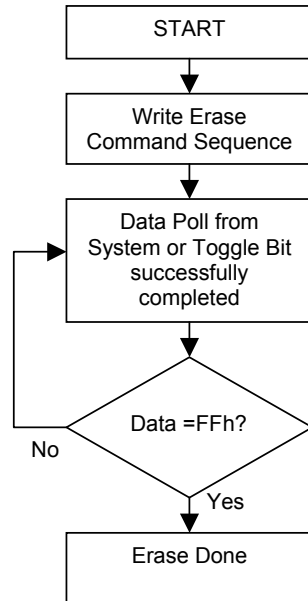 START
Write Erase
Command Sequence
Data Poll from
System or Toggle Bit
successfully
completed
Data =FFh?
No
Yes
Erase Done